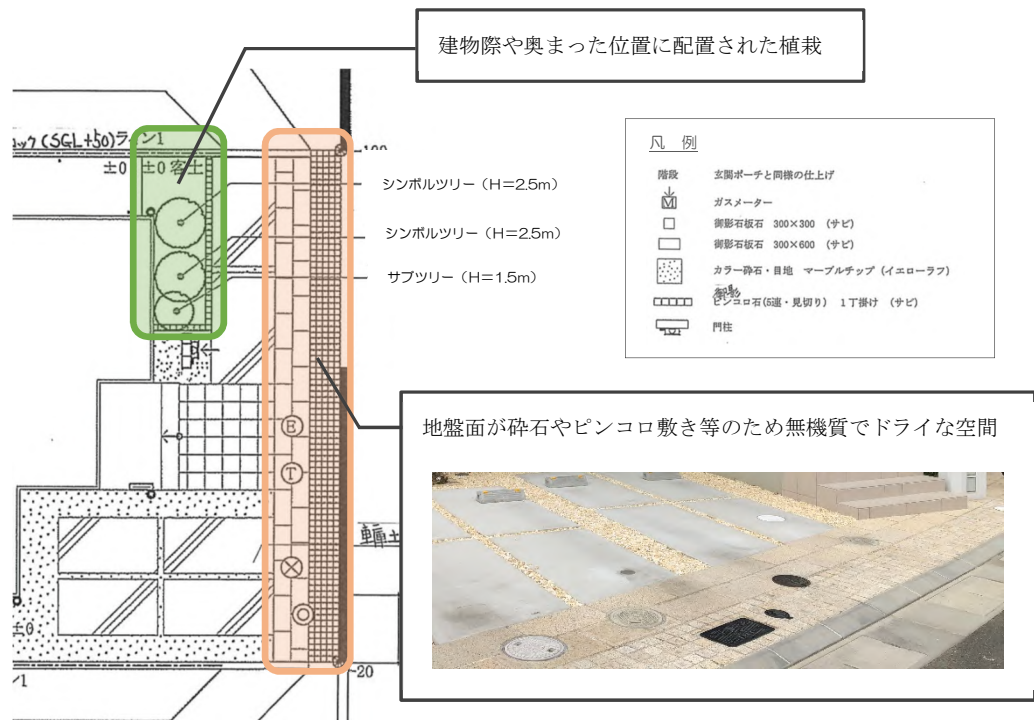 建物際や奥まった位置に配置された植栽
ック(SGL+50)ライン1
±0
±0 客土
シンボルツリー（H＝2.5m）
シンボルツリー（H＝2.5m）
サブツリー（H＝1.5m）
凡 例
階段 玄関ポーチと同様の仕上げ
M ガスメーター
御影石板石 300×300 (サビ)
御影石板石 300×600 (サビ)
カラー砕石・目地 マーブルチップ (イエローラフ)
御影
ピンコロ石(5連・見切り) 1丁掛け (サビ)
門柱
地盤面が砕石やピンコロ敷き等のため無機質でドライな空間
E
T
±0
-20